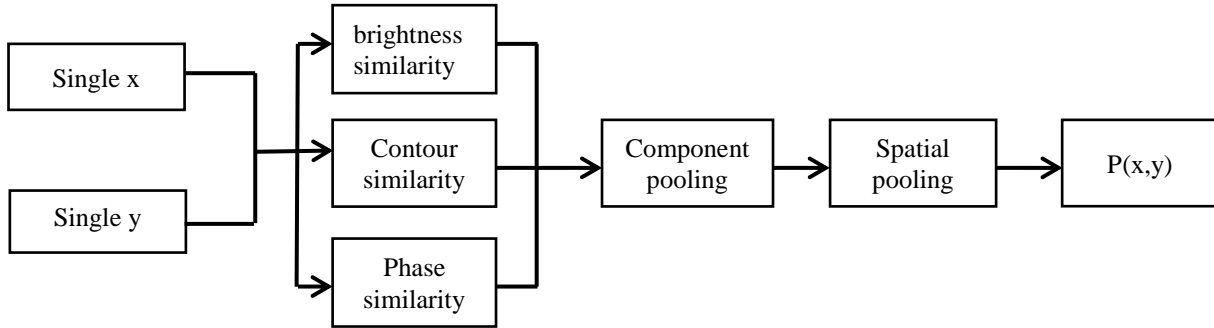 Single x
Single y
brightness
similarity
Contour
similarity
Phase
similarity
Component
pooling
Spatial
pooling
P(x,y)